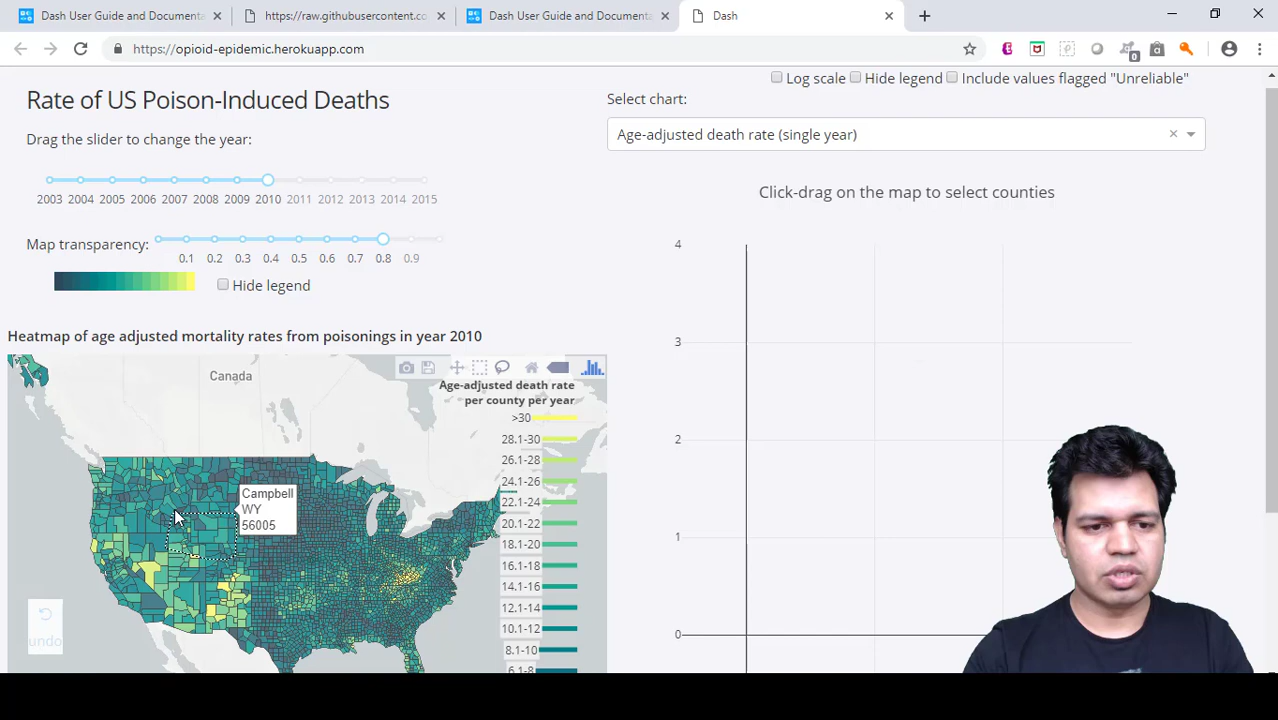 Dash User Guide and Documenta
https://raw.githubusercontent.co
Dash User Guide and Documenta
Dash
https://opioid-epidemic.herokuapp.com
0
Rate of US Poison-Induced Deaths
Drag the slider to change the year:
2003 2004 2005 2006 2007 2008 2009 2010 2011 2012 2013 2014 2015
Map transparency:
0.1 0.2 0.3 0.4 0.5 0.6 0.7 0.8 0.9
Hide legend
Heatmap of age adjusted mortality rates from poisonings in year 2010
Canada
Age-adjusted death rate
per county per year
>30
28.1-30
26.1-28
24.1-26
22.1-24
20.1-22
18.1-20
16.1-18
14.1-16
12.1-14
10.1-12
8.1-10
6.1-8
Campbell
WY
56005
undo
Log scale Hide legend Include values flagged "Unreliable"
Select chart:
Age-adjusted death rate (single year)
Click-drag on the map to select counties
4
3
2
1
0